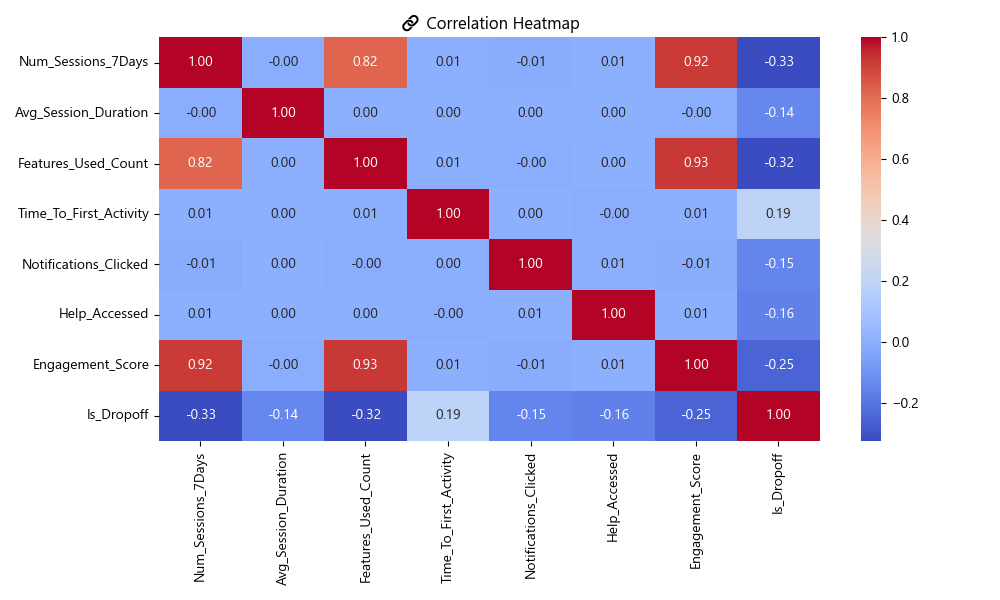 🔗 Correlation Heatmap
Num_Sessions_7Days 1.00 -0.00 0.82 0.01 -0.01 0.01 0.92 -0.33
Avg_Session_Duration -0.00 1.00 0.00 0.00 0.00 0.00 -0.00 -0.14
Features_Used_Count 0.82 0.00 1.00 0.01 -0.00 0.00 0.93 -0.32
Time_To_First_Activity 0.01 0.00 0.01 1.00 0.00 -0.00 0.01 0.19
Notifications_Clicked -0.01 0.00 -0.00 0.00 1.00 0.01 -0.01 -0.15
Help_Accessed 0.01 0.00 0.00 -0.00 0.01 1.00 0.01 -0.16
Engagement_Score 0.92 -0.00 0.93 0.01 -0.01 0.01 1.00 -0.25
Is_Dropoff -0.33 -0.14 -0.32 0.19 -0.15 -0.16 -0.25 1.00
Num_Sessions_7Days
Avg_Session_Duration
Features_Used_Count
Time_To_First_Activity
Notifications_Clicked
Help_Accessed
Engagement_Score
Is_Dropoff
1.0
0.8
0.6
0.4
0.2
0.0
−0.2